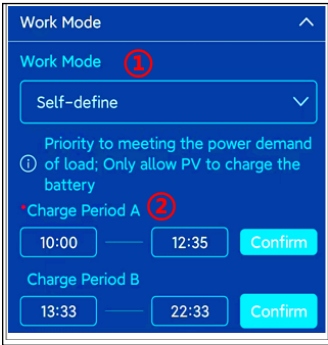 Work Mode
Work Mode ①
Self-define
Priority to meeting the power demand
of load; Only allow PV to charge the
battery
*Charge Period A ②
10:00 12:35 Confirm
Charge Period B
13:33 22:33 Confirm